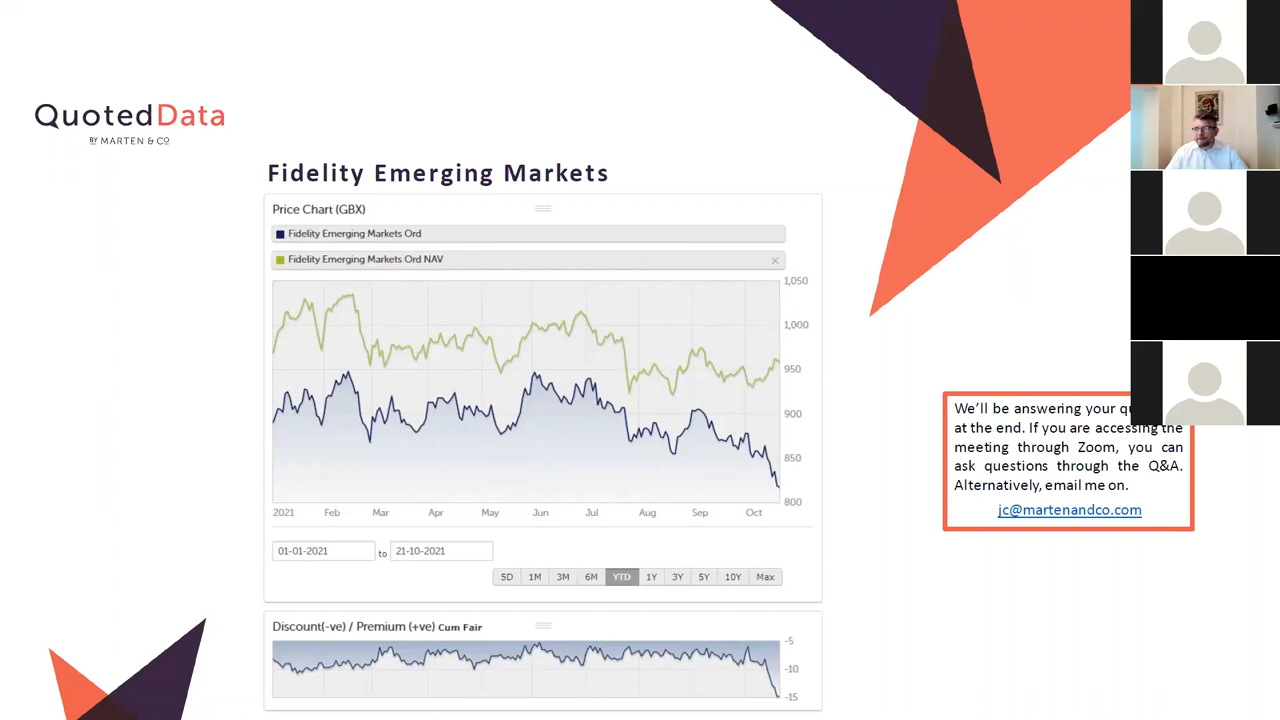 QuotedData
BY MARTEN & CO
Fidelity Emerging Markets
Price Chart (GBX)
Fidelity Emerging Markets Ord
Fidelity Emerging Markets Ord NAV
1,050
1,000
950
900
850
800
2021 Feb Mar Apr May Jun Jul Aug Sep Oct
01-01-2021 to 21-10-2021
5D 1M 3M 6M YTD 1Y 3Y 5Y 10Y Max
Discount(-ve) / Premium (+ve) Cum Fair
-5
-10
-15
We'll be answering your
at the end. If you are accessing the
meeting through Zoom, you can
ask questions through the Q&A.
Alternatively, email me on.
jc@martenandco.com